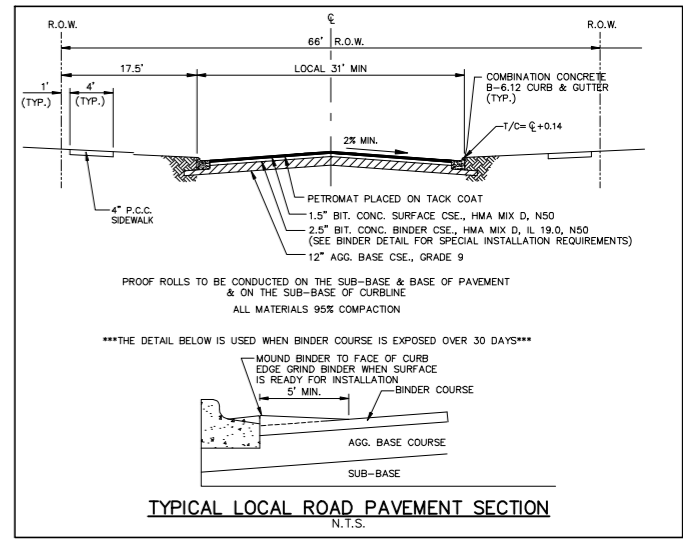 ℄
R.O.W.
R.O.W.
66' R.O.W.
17.5'
LOCAL 31' MIN
1'
(TYP.)
4'
(TYP.)
COMBINATION CONCRETE
B-6.12 CURB & GUTTER
(TYP.)
T/C= ℄+0.14
2% MIN.
4" P.C.C.
SIDEWALK
PETROMAT PLACED ON TACK COAT
1.5" BIT. CONC. SURFACE CSE., HMA MIX D, N50
2.5" BIT. CONC. BINDER CSE., HMA MIX D, IL 19.0, N50
(SEE BINDER DETAIL FOR SPECIAL INSTALLATION REQUIREMENTS)
12" AGG. BASE CSE., GRADE 9
PROOF ROLLS TO BE CONDUCTED ON THE SUB-BASE & BASE OF PAVEMENT
& ON THE SUB-BASE OF CURBLINE
ALL MATERIALS 95% COMPACTION
***THE DETAIL BELOW IS USED WHEN BINDER COURSE IS EXPOSED OVER 30 DAYS***
MOUND BINDER TO FACE OF CURB
EDGE GRIND BINDER WHEN SURFACE
IS READY FOR INSTALLATION
5' MIN.
BINDER COURSE
AGG. BASE COURSE
SUB-BASE
TYPICAL LOCAL ROAD PAVEMENT SECTION
N.T.S.